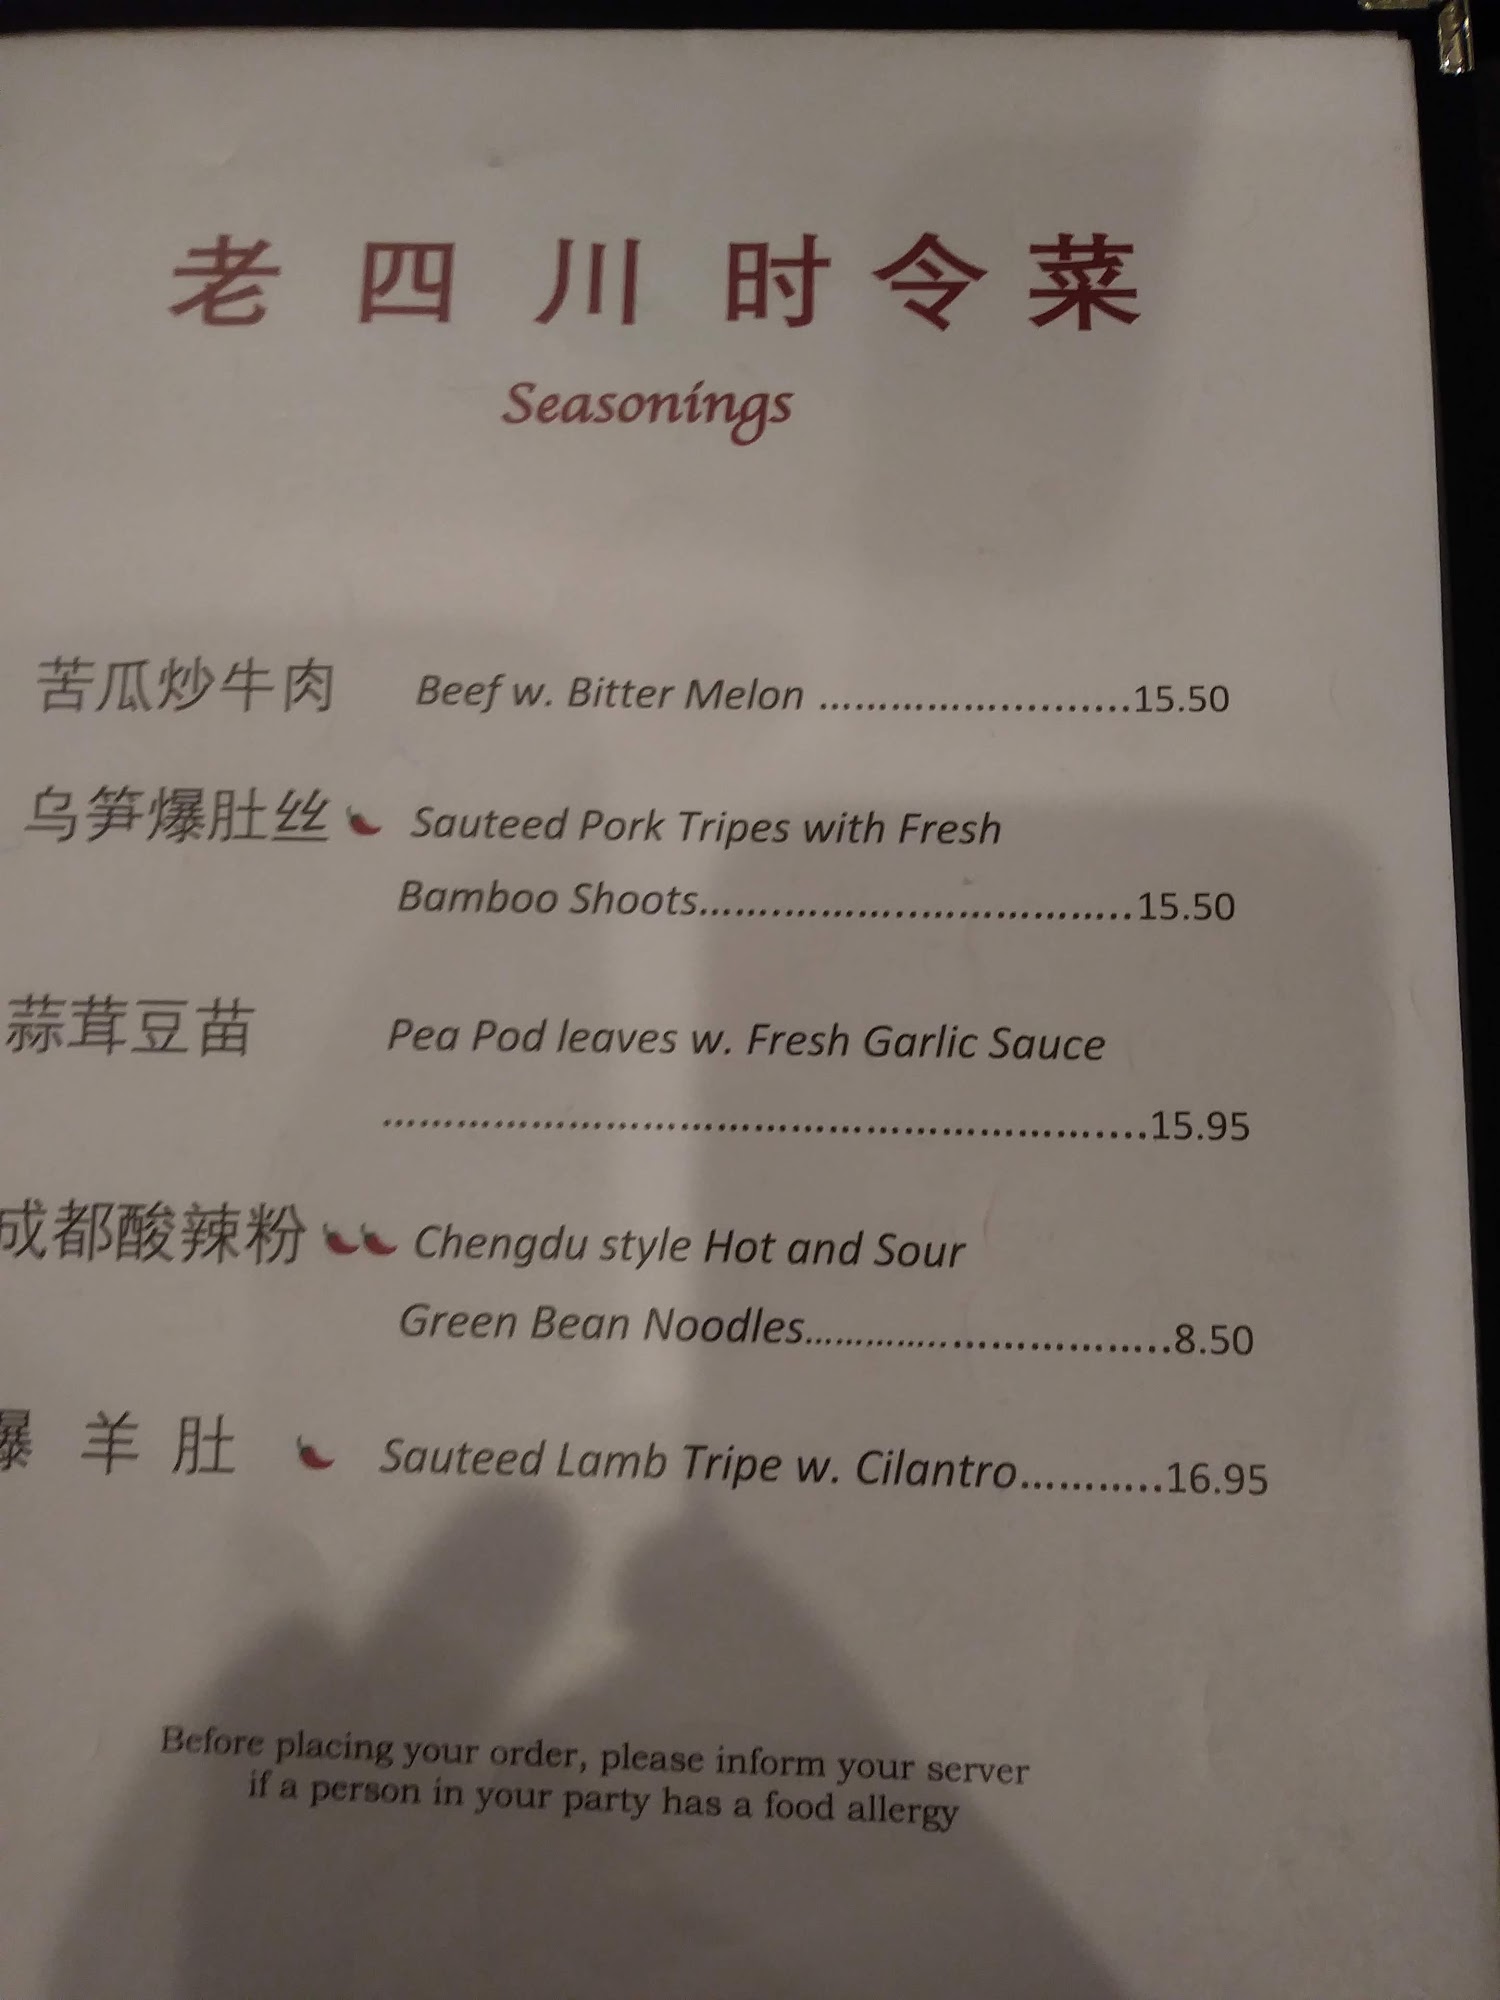 老四川时令菜
Seasonings
苦瓜炒牛肉 Beef w. Bitter Melon ..........................15.50
乌笋爆肚丝 Sauteed Pork Tripes with Fresh
Bamboo Shoots....................................15.50
蒜茸豆苗 Pea Pod leaves w. Fresh Garlic Sauce
...............................................................15.95
成都酸辣粉 Chengdu style Hot and Sour
Green Bean Noodles................................8.50
爆 羊 肚 Sauteed Lamb Tripe w. Cilantro............16.95
Before placing your order, please inform your server
if a person in your party has a food allergy